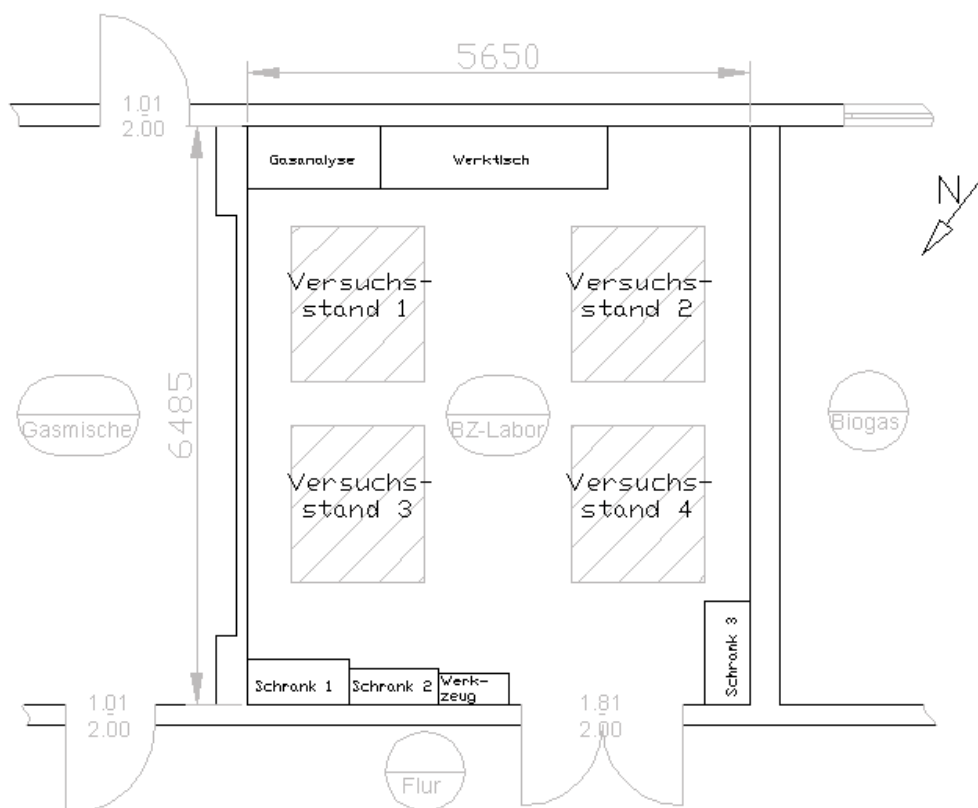 5650
1.01
2.00
Gasanalyse
Werktisch
N
Versuchs-
stand 1
Versuchs-
stand 2
6485
Gasmische
BZ-Labor
Biogas
Versuchs-
stand 3
Versuchs-
stand 4
Schrank 3
Schrank 1
Schrank 2
Werk-
zeug
1.01
2.00
1.81
2.00
Flur